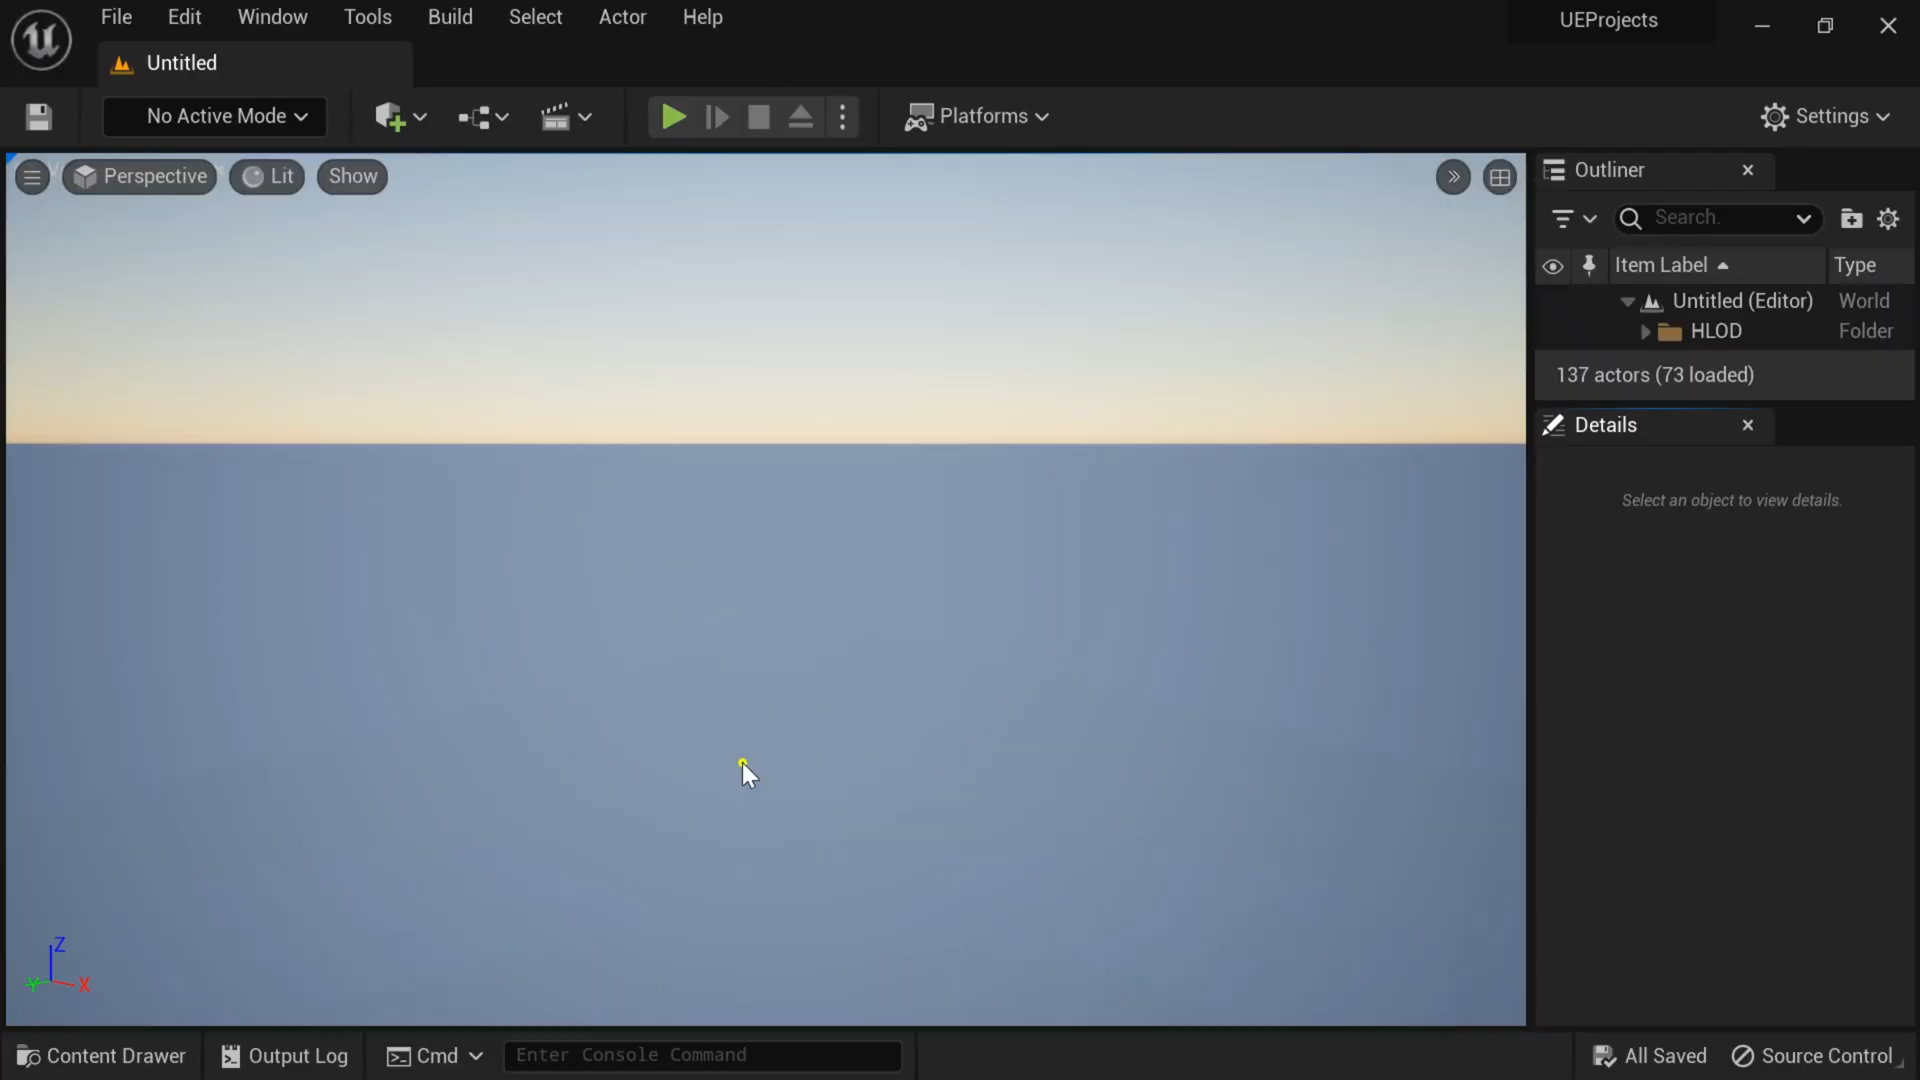 File Edit Window Tools Build Select Actor Help
UEProjects
Untitled
No Active Mode
Platforms
Settings
Perspective
Lit
Show
Outliner
Search.
Item Label Type
Untitled (Editor) World
HLOD Folder
137 actors (73 loaded)
Details
Select an object to view details.
Z
Y
X
Content Drawer
Output Log
Cmd
Enter Console Command
All Saved
Source Control